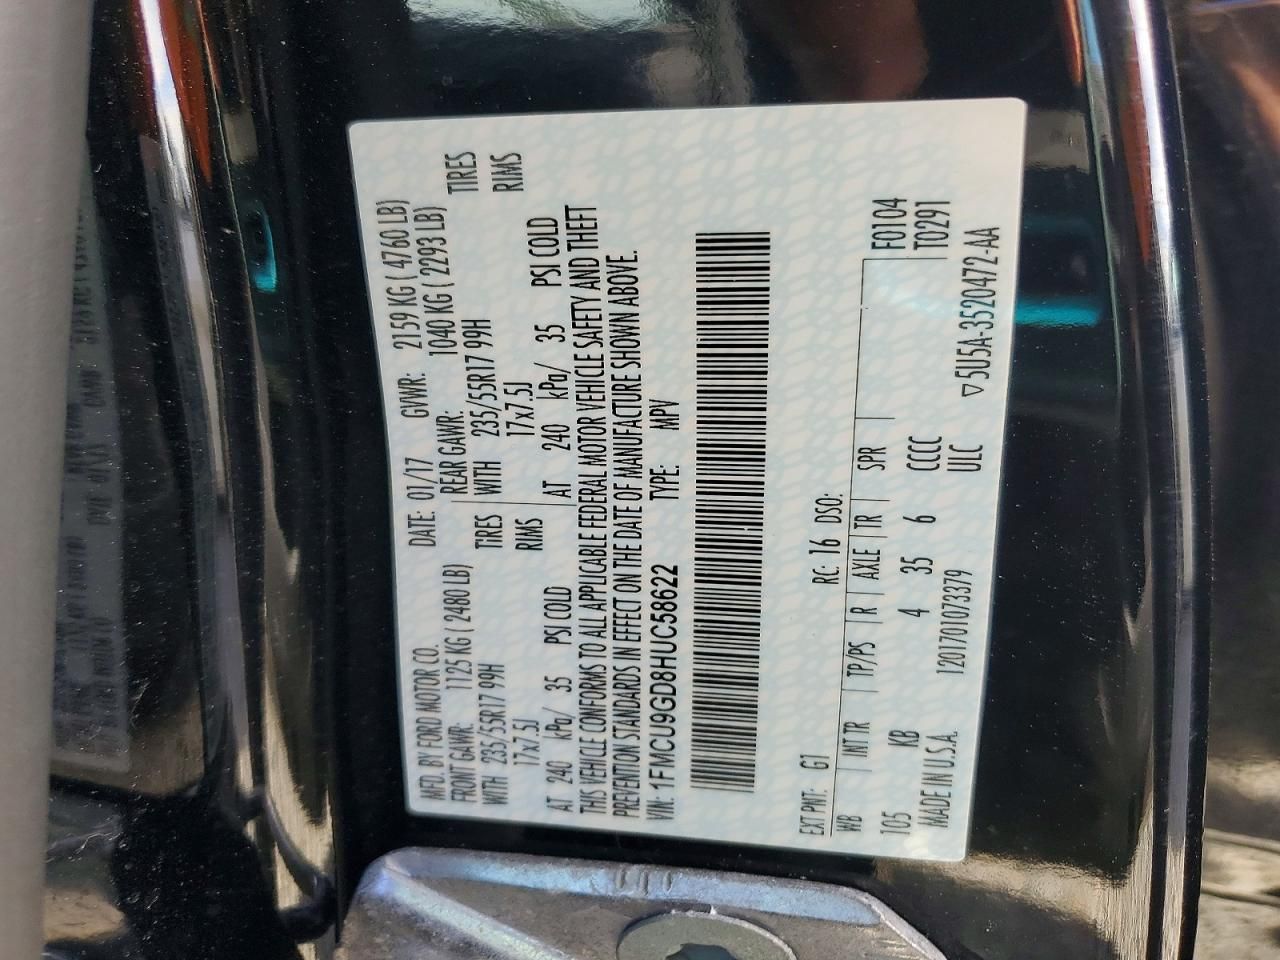 MFD. BY FORD MOTOR CO. DATE: 01/17 GVWR: 2159 KG ( 4760 LB)
FRONT GAWR: 1125 KG ( 2480 LB) REAR GAWR: 1040 KG ( 2293 LB)
WITH 235/55R17 99H TIRES WITH 235/55R17 99H TIRES
17x7.5J RIMS 17x7.5J RIMS
AT 240 kPa/ 35 PSI COLD AT 240 kPa/ 35 PSI COLD
THIS VEHICLE CONFORMS TO ALL APPLICABLE FEDERAL MOTOR VEHICLE SAFETY AND THEFT
PREVENTION STANDARDS IN EFFECT ON THE DATE OF MANUFACTURE SHOWN ABOVE.
VIN: 1FMCU9GD8HUC58622 TYPE: MPV
EXT PNT: G1 RC: 16 DSO:
WB INT TR TP/PS R AXLE TR SPR F0104
105 KB 4 35 6 CCCC T0291
MADE IN U.S.A. 1201701073379 ULC ▽5U5A-3520472-AA